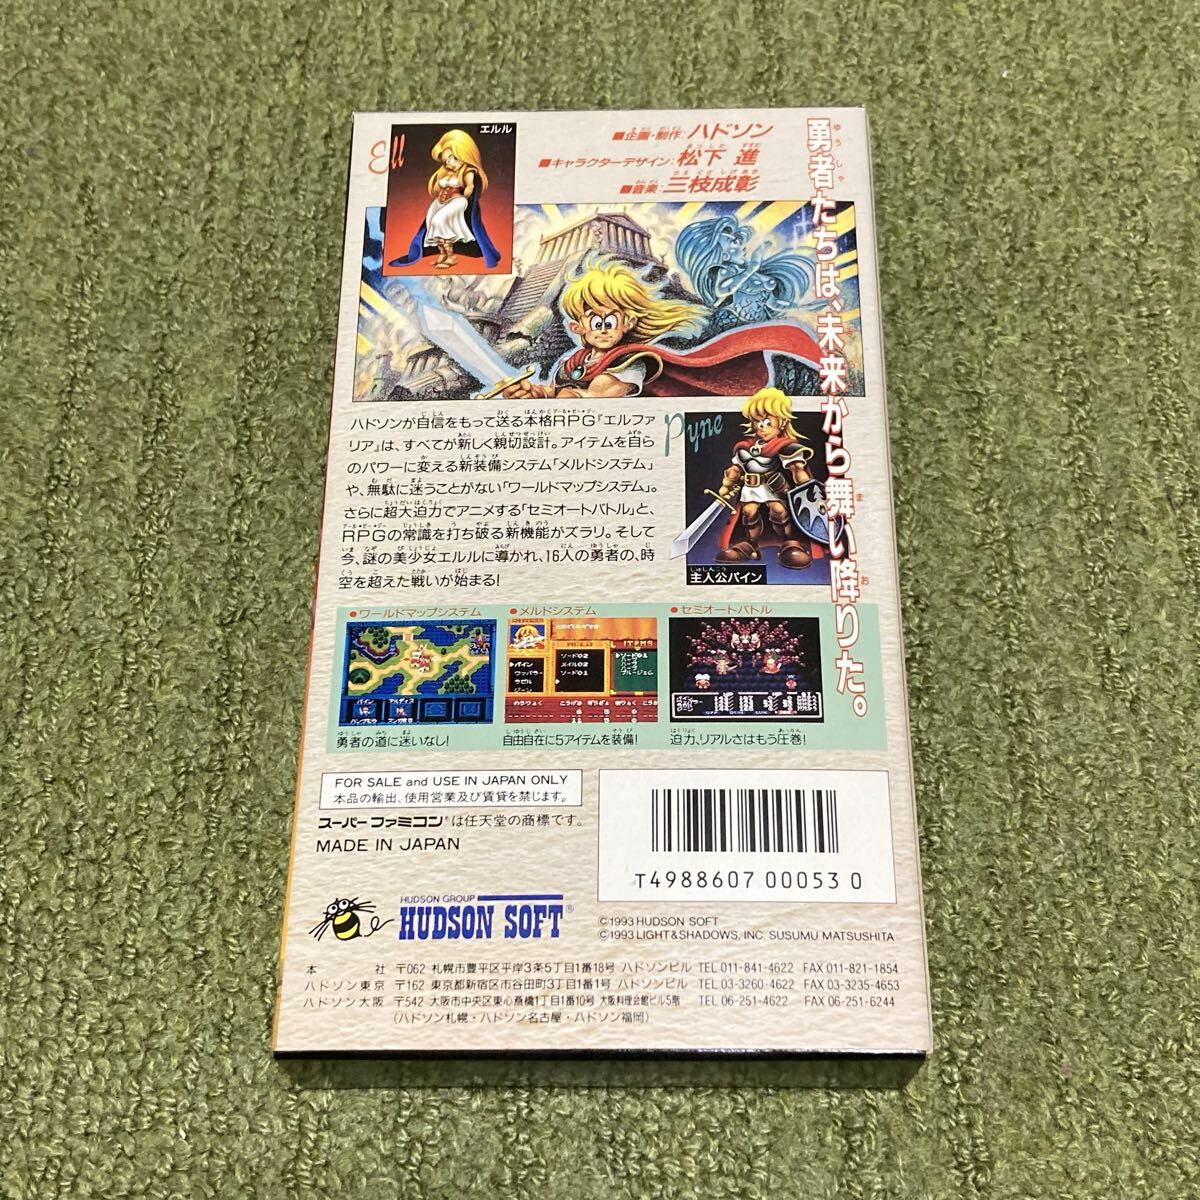 Ell
エルル
■企画・制作:ハドソン
■キャラクターデザイン:松下 進
■音楽:三枝成彰
勇者たちは、未来から舞い降りた。
ハドソンが自信をもって送る本格RPG『エルファ
リア』は、すべてが新しく親切設計。アイテムを自ら
のパワーに変える新装備システム「メルドシステム」
や、無駄に迷うことがない「ワールドマップシステム」。
さらに超大迫力でアニメする「セミオートバトル」と、
RPGの常識を打ち破る新機能がズラリ。そして
今、謎の美少女エルルに導かれ、16人の勇者の、時
空を超えた戦いが始まる!
Pyne
主人公パイン
●ワールドマップシステム
勇者の道に迷いなし!
●メルドシステム
MELD
ITEMS
パイン
ソード02
メイル02
ソード01
自由自在に5アイテムを装備!
●セミオートバトル
迫力、リアルさはもう圧巻!
FOR SALE and USE IN JAPAN ONLY
本品の輸出、使用営業及び賃貸を禁じます。
スーパーファミコン®は任天堂の商標です。
MADE IN JAPAN
T4988607 000053 0
HUDSON GROUP
HUDSON SOFT®
©1993 HUDSON SOFT
©1993 LIGHT&SHADOWS, INC. SUSUMU MATSUSHITA
本社 〒062 札幌市豊平区平岸3条5丁目1番18号 ハドソンビル TEL 011-841-4622 FAX 011-821-1854
ハドソン東京 〒162 東京都新宿区市谷田町3丁目1番1号 ハドソンビル TEL 03-3260-4622 FAX 03-3235-4653
ハドソン大阪 〒542 大阪市中央区東心斎橋1丁目1番10号 大阪料理会館ビル5階 TEL 06-251-4622 FAX 06-251-6244
(ハドソン札幌・ハドソン名古屋・ハドソン福岡)